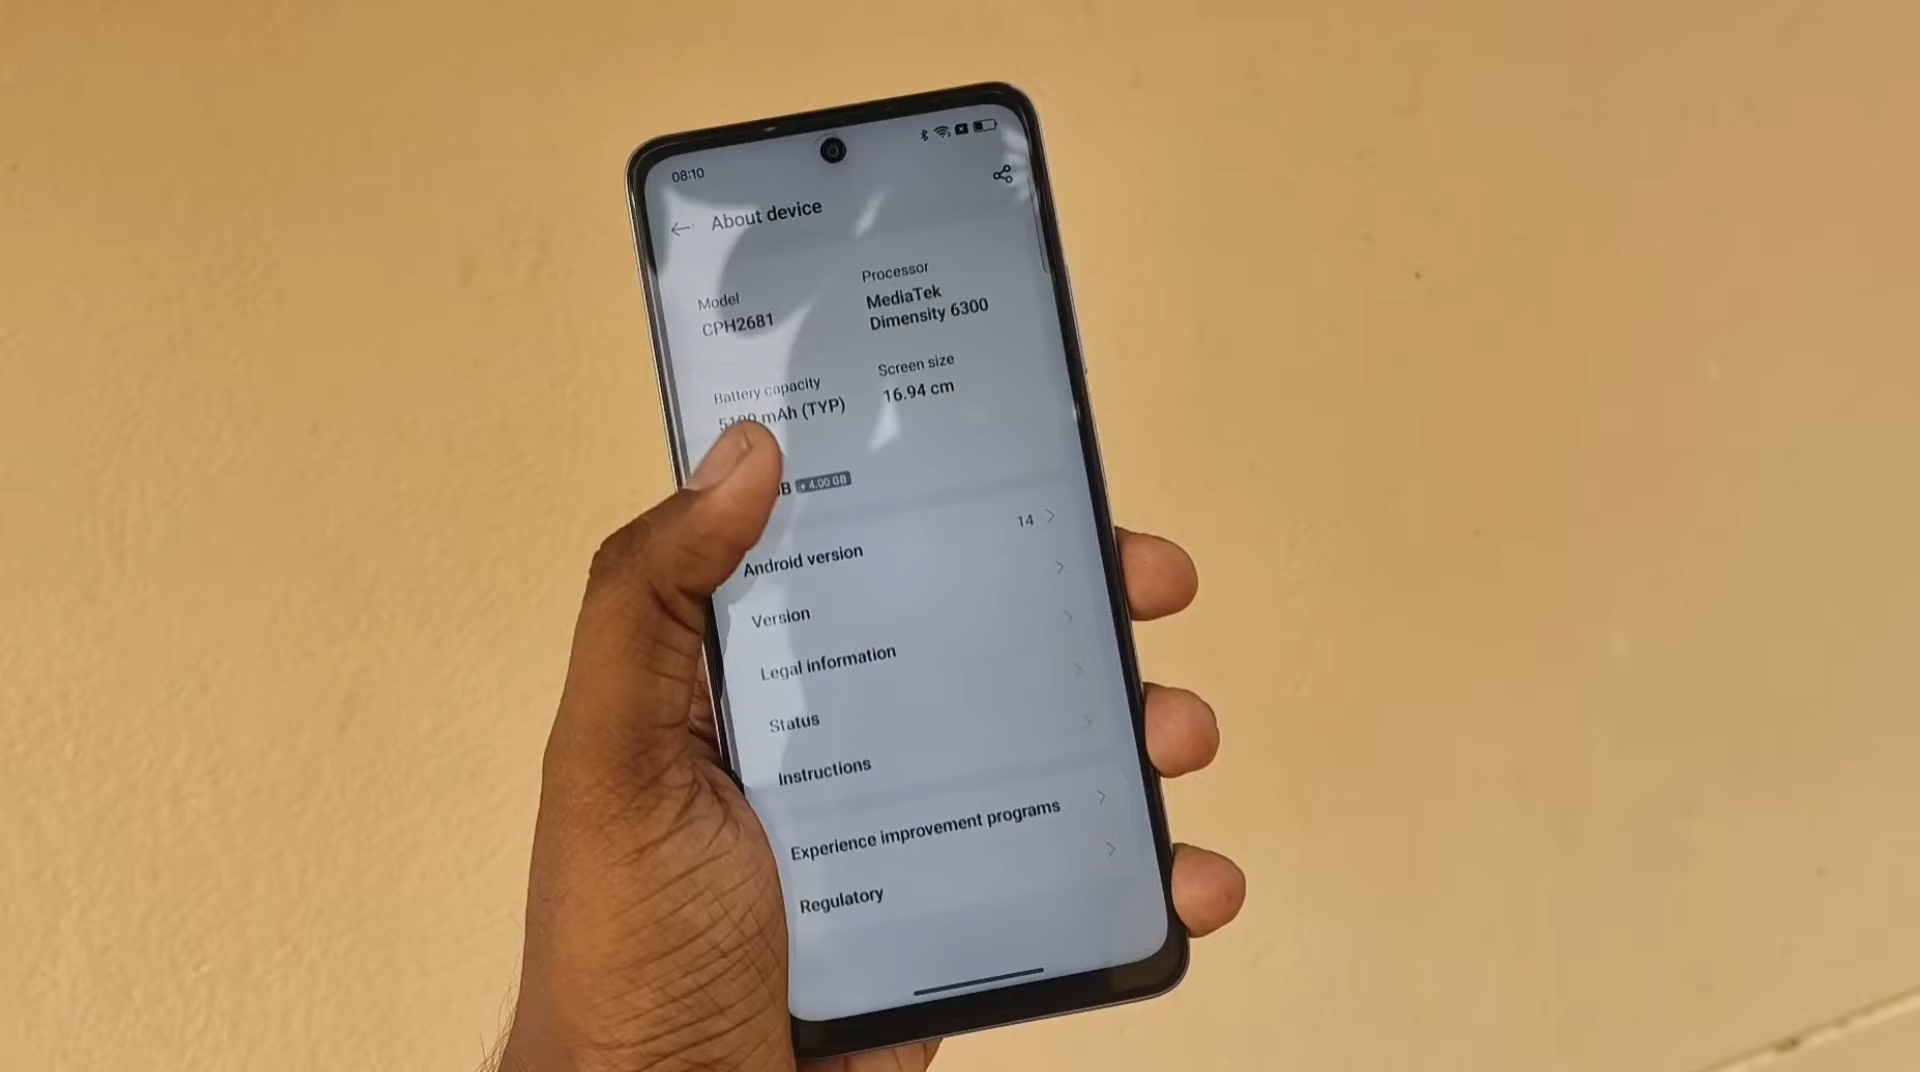 08:10
About device
Model
CPH2681
Processor
MediaTek
Dimensity 6300
Battery capacity
mAh (TYP)
Screen size
16.94 cm
+ 4.00 GB
Android version
14
Version
Legal information
Status
Instructions
Experience improvement programs
Regulatory